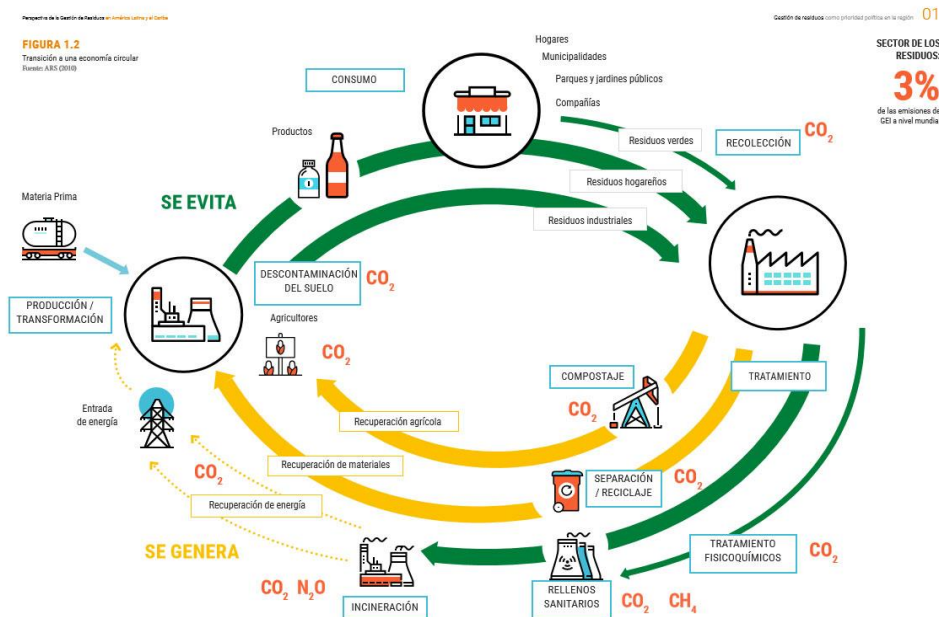 Perspectiva de la Gestión de Residuos en América Latina y el Caribe
Gestión de residuos como prioridad política en la región 01
FIGURA 1.2
Transición a una economía circular
Fuente: ARS (2010)
SECTOR DE LOS
RESIDUOS:
3%
de las emisiones de
GEI a nivel mundia
Hogares
Municipalidades
Parques y jardines públicos
Compañías
CONSUMO
Productos
Residuos verdes
RECOLECCIÓN
CO2
Residuos hogareños
Residuos industriales
Materia Prima
SE EVITA
DESCONTAMINACIÓN
DEL SUELO
CO2
PRODUCCIÓN /
TRANSFORMACIÓN
Agricultores
CO2
COMPOSTAJE
CO2
TRATAMIENTO
Entrada
de energía
Recuperación agrícola
CO2
Recuperación de materiales
SEPARACIÓN
/ RECICLAJE
CO2
Recuperación de energía
SE GENERA
TRATAMIENTO
FISICOQUÍMICOS
CO2
CO2 N2O
INCINERACIÓN
RELLENOS
SANITARIOS
CO2 CH4